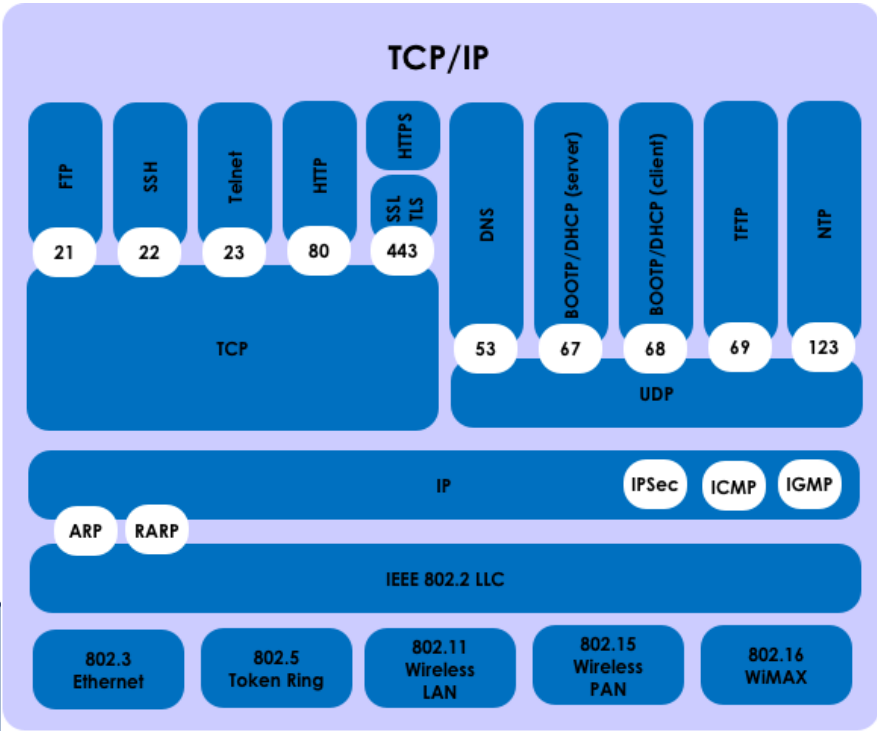 TCP/IP
FTP
SSH
Telnet
HTTP
HTTPS
SSL
TLS
DNS
BOOTP/DHCP (server)
BOOTP/DHCP (client)
TFTP
NTP
21
22
23
80
443
53
67
68
69
123
TCP
UDP
IP
IPSec
ICMP
IGMP
ARP
RARP
IEEE 802.2 LLC
802.3
Ethernet
802.5
Token Ring
802.11
Wireless
LAN
802.15
Wireless
PAN
802.16
WiMAX